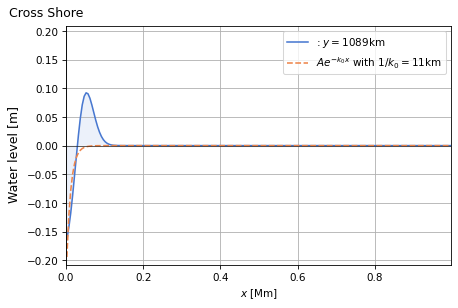 Cross Shore
Water level [m]
0.20
0.15
0.10
0.05
0.00
−0.05
−0.10
−0.15
−0.20
: y = 1089km
Ae^{−k₀x} with 1/k₀ = 11km
0.0 0.2 0.4 0.6 0.8
x [Mm]